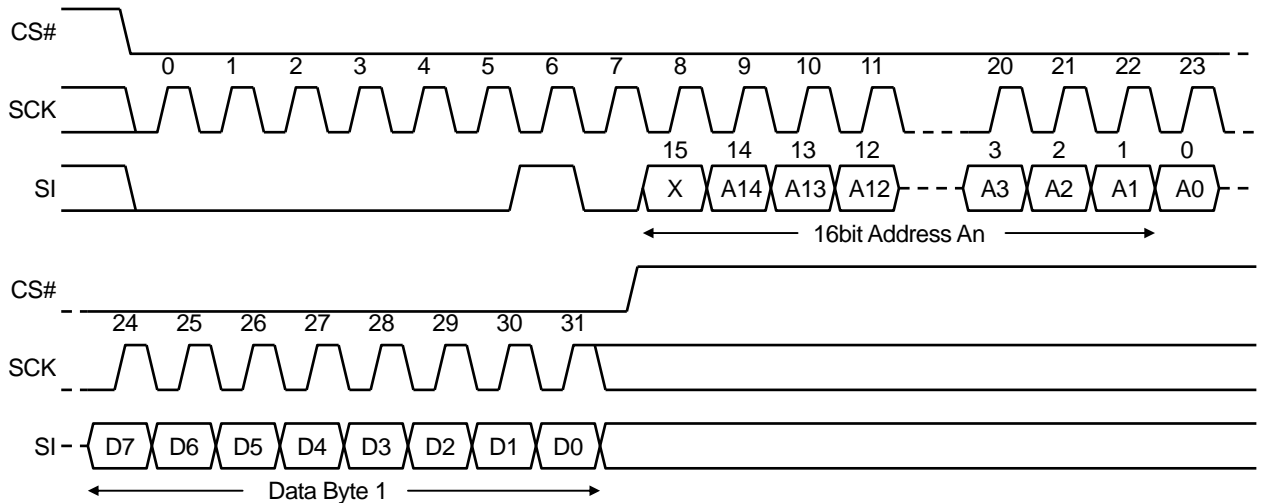 CS#
0 1 2 3 4 5 6 7 8 9 10 11 20 21 22 23
SCK
15 14 13 12 3 2 1 0
SI X A14 A13 A12 A3 A2 A1 A0
16bit Address An
CS#
24 25 26 27 28 29 30 31
SCK
SI D7 D6 D5 D4 D3 D2 D1 D0
Data Byte 1